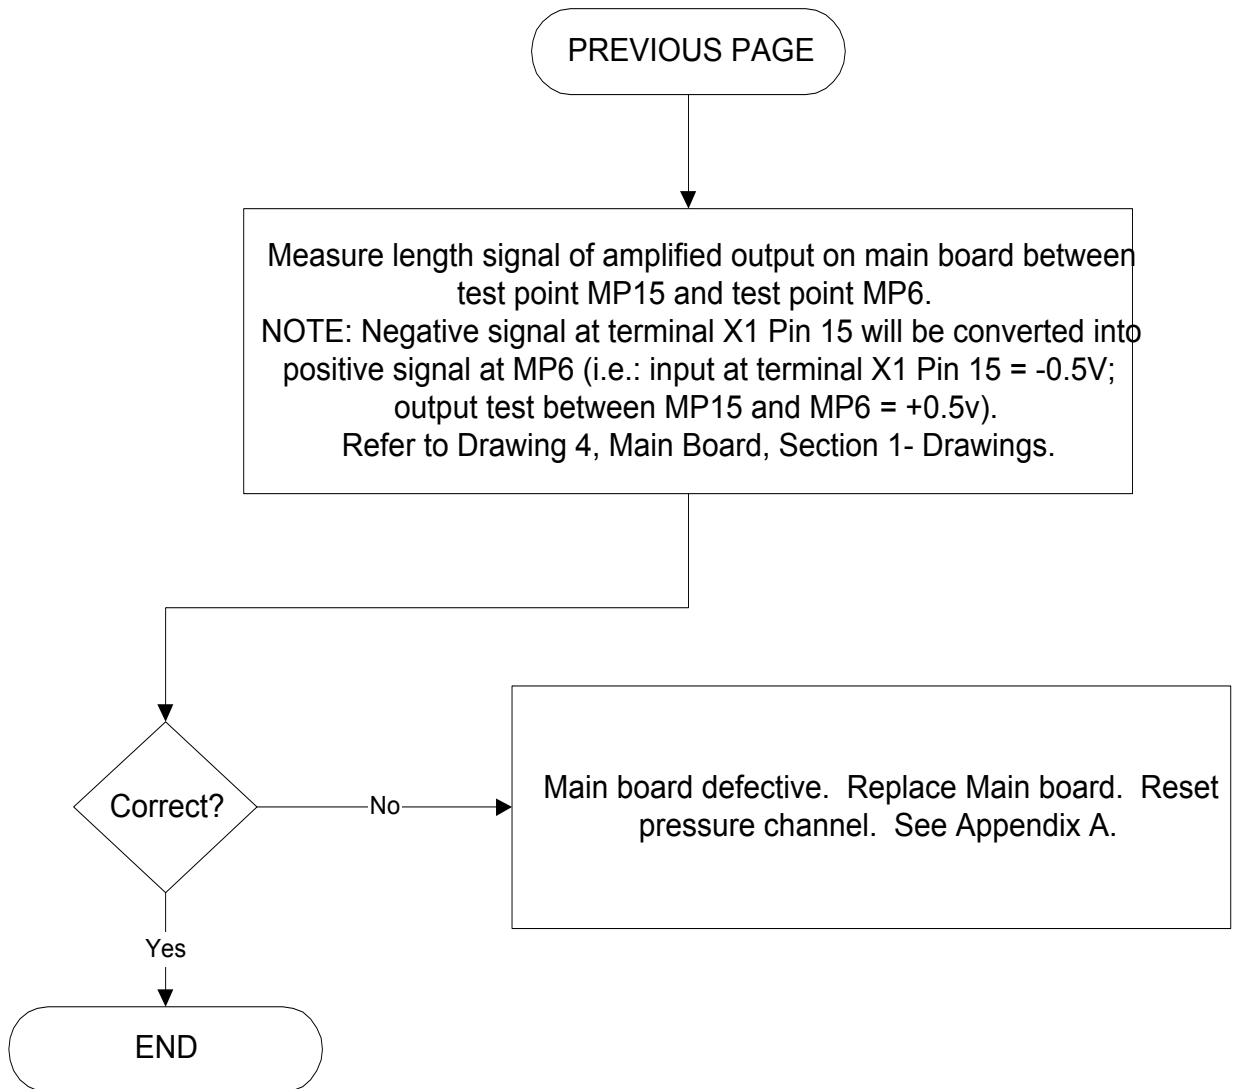 PREVIOUS PAGE
Measure length signal of amplified output on main board between
test point MP15 and test point MP6.
NOTE: Negative signal at terminal X1 Pin 15 will be converted into
positive signal at MP6 (i.e.: input at terminal X1 Pin 15 = -0.5V;
output test between MP15 and MP6 = +0.5v).
Refer to Drawing 4, Main Board, Section 1- Drawings.
Correct?
No
Main board defective.  Replace Main board.  Reset
pressure channel.  See Appendix A.
Yes
END